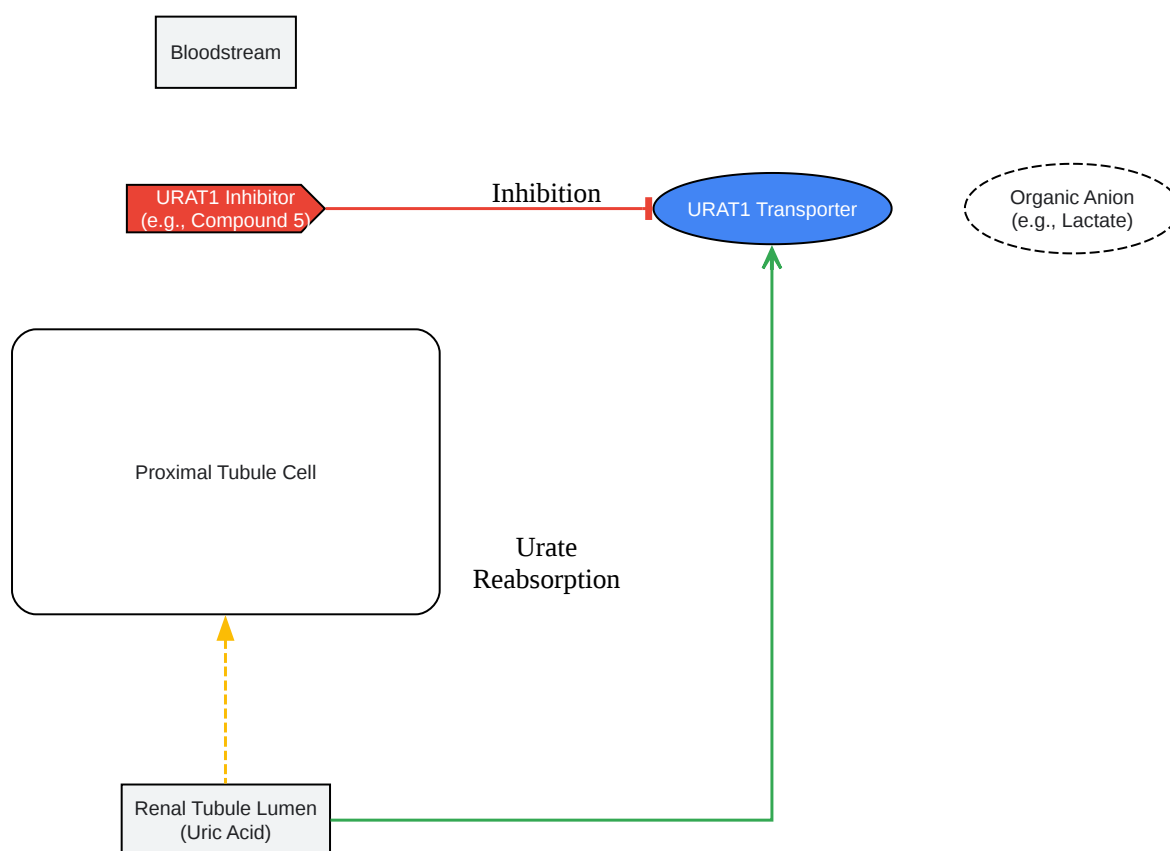 Bloodstream
URAT1 Inhibitor
(e.g., Compound 5)
Inhibition
URAT1 Transporter
Organic Anion
(e.g., Lactate)
Proximal Tubule Cell
Urate
Reabsorption
Renal Tubule Lumen
(Uric Acid)